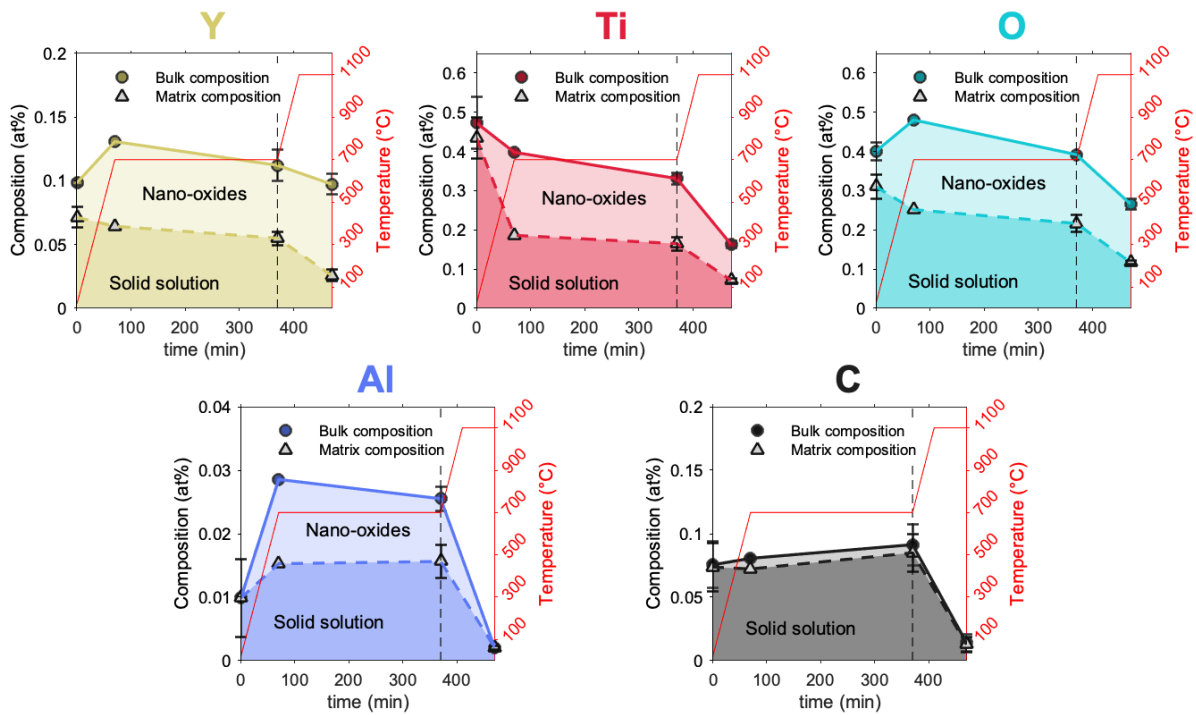 Y
Composition (at%)
0.2
0.15
0.1
0.05
0
Bulk composition
Matrix composition
Nano-oxides
Solid solution
1100
900
700
500
300
100
Temperature (°C)
0 100 200 300 400
time (min)
Ti
Composition (at%)
0.6
0.5
0.4
0.3
0.2
0.1
0
Bulk composition
Matrix composition
Nano-oxides
Solid solution
1100
900
700
500
300
100
Temperature (°C)
0 100 200 300 400
time (min)
O
Composition (at%)
0.6
0.5
0.4
0.3
0.2
0.1
0
Bulk composition
Matrix composition
Nano-oxides
Solid solution
1100
900
700
500
300
100
Temperature (°C)
0 100 200 300 400
time (min)
Al
Composition (at%)
0.04
0.03
0.02
0.01
0
Bulk composition
Matrix composition
Nano-oxides
Solid solution
1100
900
700
500
300
100
Temperature (°C)
0 100 200 300 400
time (min)
C
Composition (at%)
0.2
0.15
0.1
0.05
0
Bulk composition
Matrix composition
Solid solution
1100
900
700
500
300
100
Temperature (°C)
0 100 200 300 400
time (min)